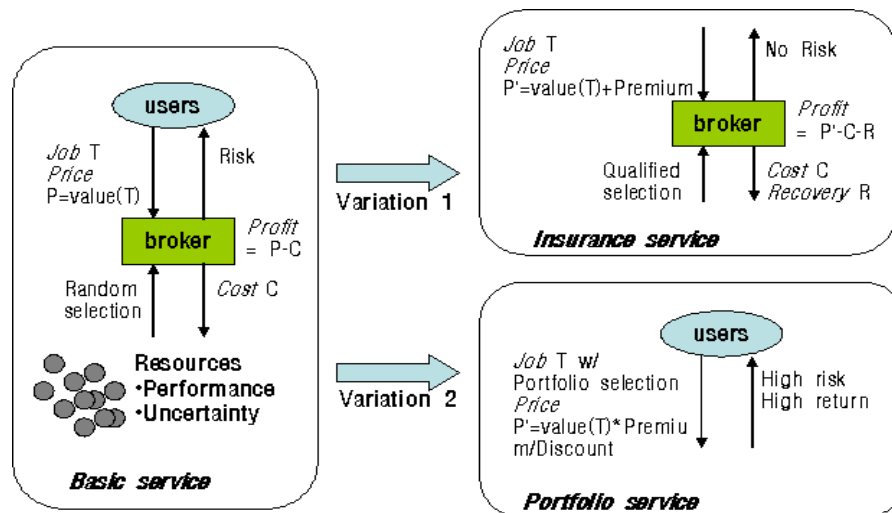 users
Job T
Price
P=value(T)
Risk
broker
Profit
= P-C
Random
selection
Cost C
Resources
•Performance
•Uncertainty
Basic service
Variation 1
Variation 2
Job T
Price
P'=value(T)+Premium
No Risk
broker
Profit
= P'-C-R
Qualified
selection
Cost C
Recovery R
Insurance service
users
Job T w/
Portfolio selection
Price
P'=value(T)*Premiu
m/Discount
High risk
High return
Portfolio service